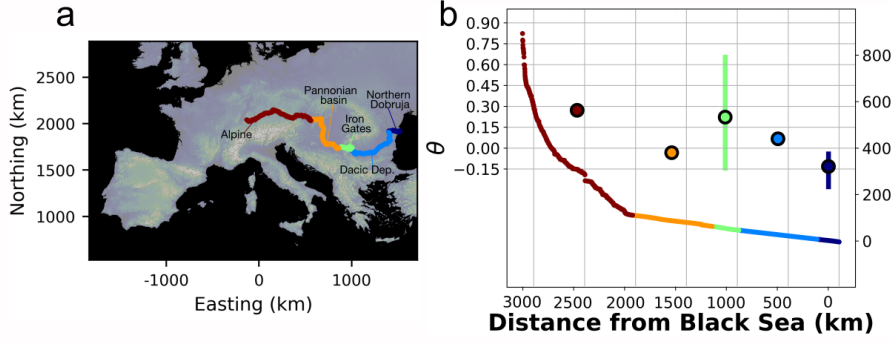 a
Northing (km)
2500
2000
1500
1000
-1000
0
1000
Easting (km)
Alpine
Pannonian
basin
Iron
Gates
Northern
Dobruja
Dacic Dep.
b
θ
0.90
0.75
0.60
0.45
0.30
0.15
0.00
−0.15
800
600
400
200
0
3000 2500 2000 1500 1000 500 0
Distance from Black Sea (km)